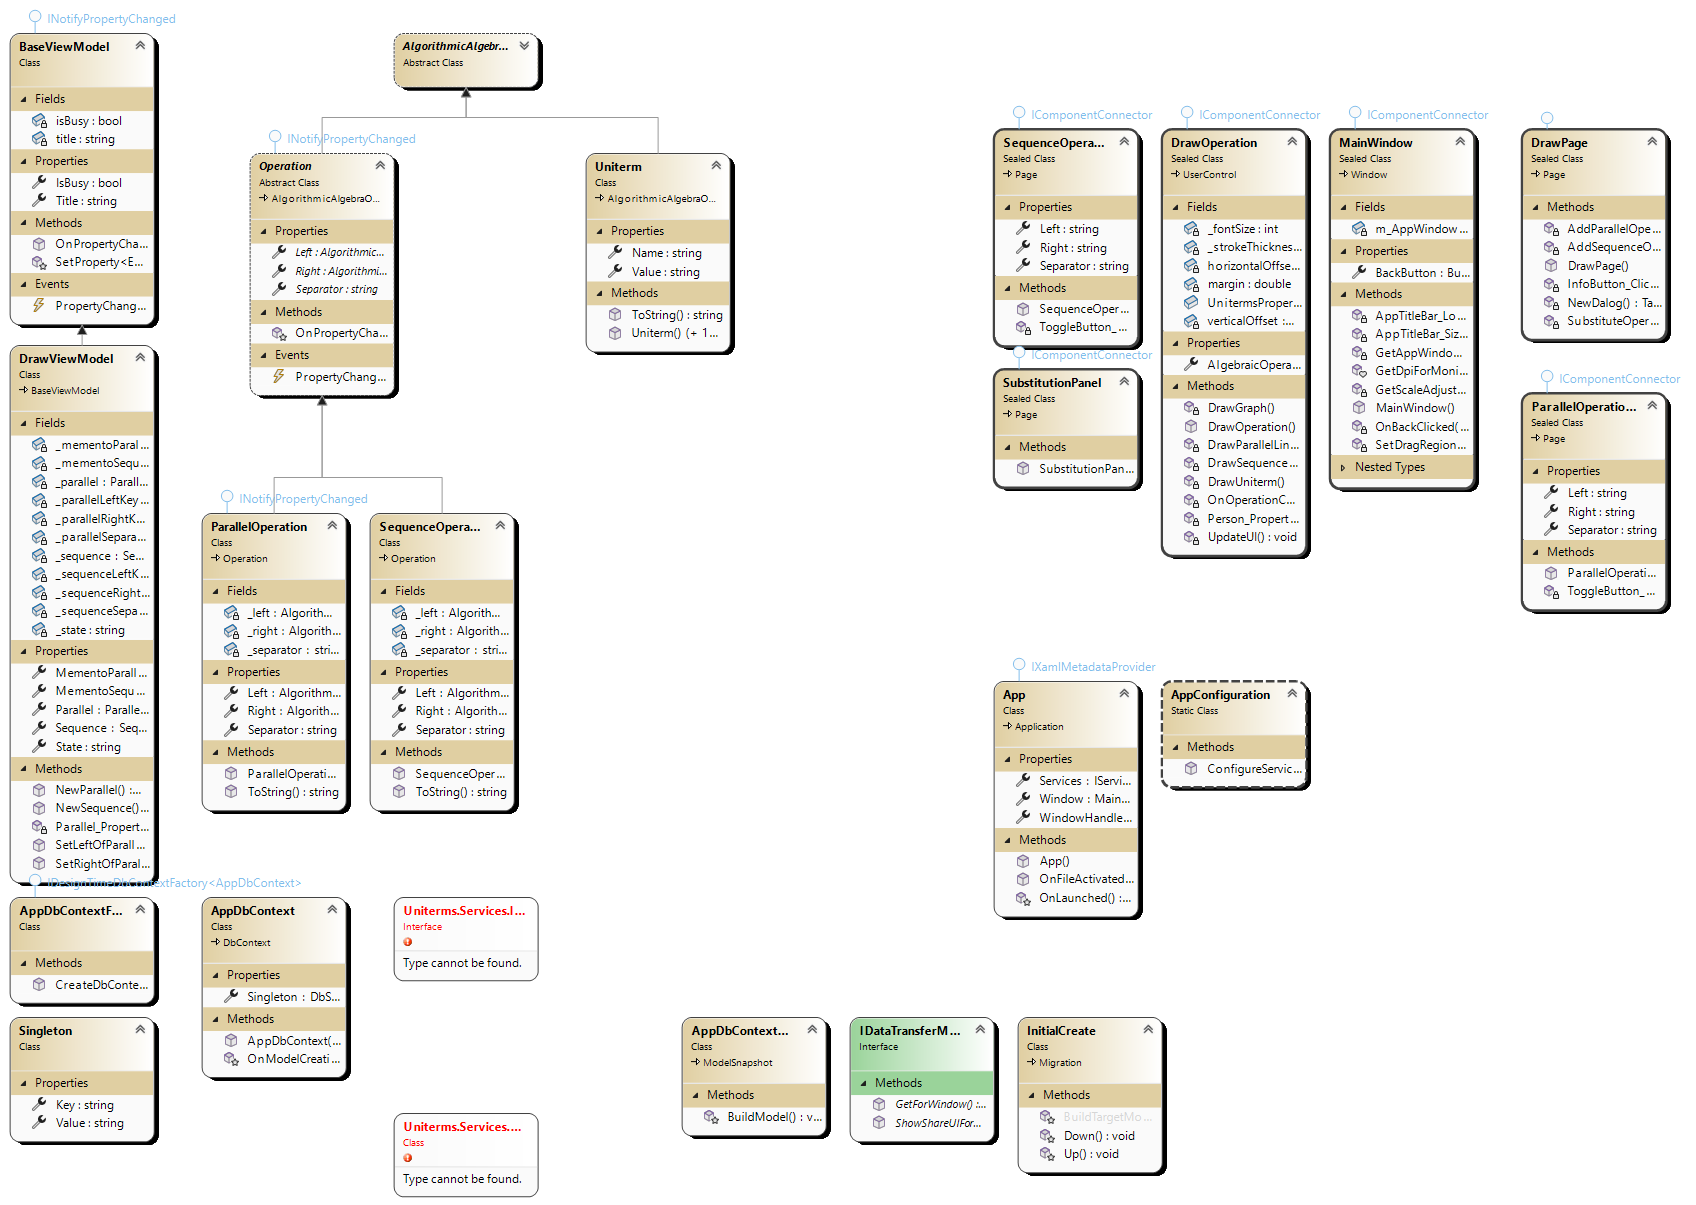 INotifyPropertyChanged
BaseViewModel
Class
Fields
isBusy : bool
title : string
Properties
IsBusy : bool
Title : string
Methods
OnPropertyCha...
SetProperty<E...
Events
PropertyChang...
DrawViewModel
Class
BaseViewModel
Fields
_mementoParal...
_mementoSequ...
_parallel : Parall...
_parallelLeftKey...
_parallelRightK...
_parallelSepara...
_sequence : Se...
_sequenceLeftK...
_sequenceRight...
_sequenceSepa...
_state : string
Properties
MementoParall...
MementoSequ...
Parallel : Paralle...
Sequence : Seq...
State : string
Methods
NewParallel() :...
NewSequence()...
Parallel_Propert...
SetLeftOfParall...
SetRightOfParal...
AlgorithmicAlgebr...
Abstract Class
INotifyPropertyChanged
Operation
Abstract Class
AlgorithmicAlgebraO...
Properties
Left : Algorithmic...
Right : Algorithmi...
Separator : string
Methods
OnPropertyCha...
Events
PropertyChang...
Uniterm
Class
AlgorithmicAlgebraO...
Properties
Name : string
Value : string
Methods
ToString() : string
Uniterm() (+ 1...
INotifyPropertyChanged
ParallelOperation
Class
Operation
Fields
_left : Algorith...
_right : Algorith...
_separator : stri...
Properties
Left : Algorithm...
Right : Algorith...
Separator : string
Methods
ParallelOperati...
ToString() : string
SequenceOpera...
Class
Operation
Fields
_left : Algorith...
_right : Algorith...
_separator : stri...
Properties
Left : Algorithm...
Right : Algorith...
Separator : string
Methods
SequenceOper...
ToString() : string
IComponentConnector
SequenceOpera...
Sealed Class
Page
Properties
Left : string
Right : string
Separator : string
Methods
SequenceOper...
ToggleButton_...
IComponentConnector
SubstitutionPanel
Sealed Class
Page
Methods
SubstitutionPan...
IComponentConnector
DrawOperation
Sealed Class
UserControl
Fields
_fontSize : int
_strokeThicknes...
horizontalOffse...
margin : double
UnitermsProper...
verticalOffset :...
Properties
AlgebraicOpera...
Methods
DrawGraph()
DrawOperation()
DrawParallelLin...
DrawSequence...
DrawUniterm()
OnOperationC...
Person_Propert...
UpdateUI() : void
IComponentConnector
MainWindow
Sealed Class
Window
Fields
m_AppWindow...
Properties
BackButton : Bu...
Methods
AppTitleBar_Lo...
AppTitleBar_Siz...
GetAppWindo...
GetDpiForMoni...
GetScaleAdjust...
MainWindow()
OnBackClicked(...
SetDragRegion...
Nested Types
DrawPage
Sealed Class
Page
Methods
AddParallelOpe...
AddSequenceO...
DrawPage()
InfoButton_Clic...
NewDalog() : Ta...
SubstituteOper...
IComponentConnector
ParallelOperatio...
Sealed Class
Page
Properties
Left : string
Right : string
Separator : string
Methods
ParallelOperati...
ToggleButton_...
IXamlMetadataProvider
App
Class
Application
Properties
Services : IServi...
Window : Main...
WindowHandle...
Methods
App()
OnFileActivated...
OnLaunched() :...
AppConfiguration
Static Class
Methods
ConfigureServic...
IDesignTimeDbContextFactory<AppDbContext>
AppDbContextF...
Class
Methods
CreateDbConte...
AppDbContext
Class
DbContext
Properties
Singleton : DbS...
Methods
AppDbContext(...
OnModelCreati...
Uniterms.Services.I...
Interface
Type cannot be found.
Singleton
Class
Properties
Key : string
Value : string
Uniterms.Services....
Class
Type cannot be found.
AppDbContext...
Class
ModelSnapshot
Methods
BuildModel() : v...
IDataTransferM...
Interface
Methods
GetForWindow() :...
ShowShareUIFor...
InitialCreate
Class
Migration
Methods
BuildTargetMo...
Down() : void
Up() : void